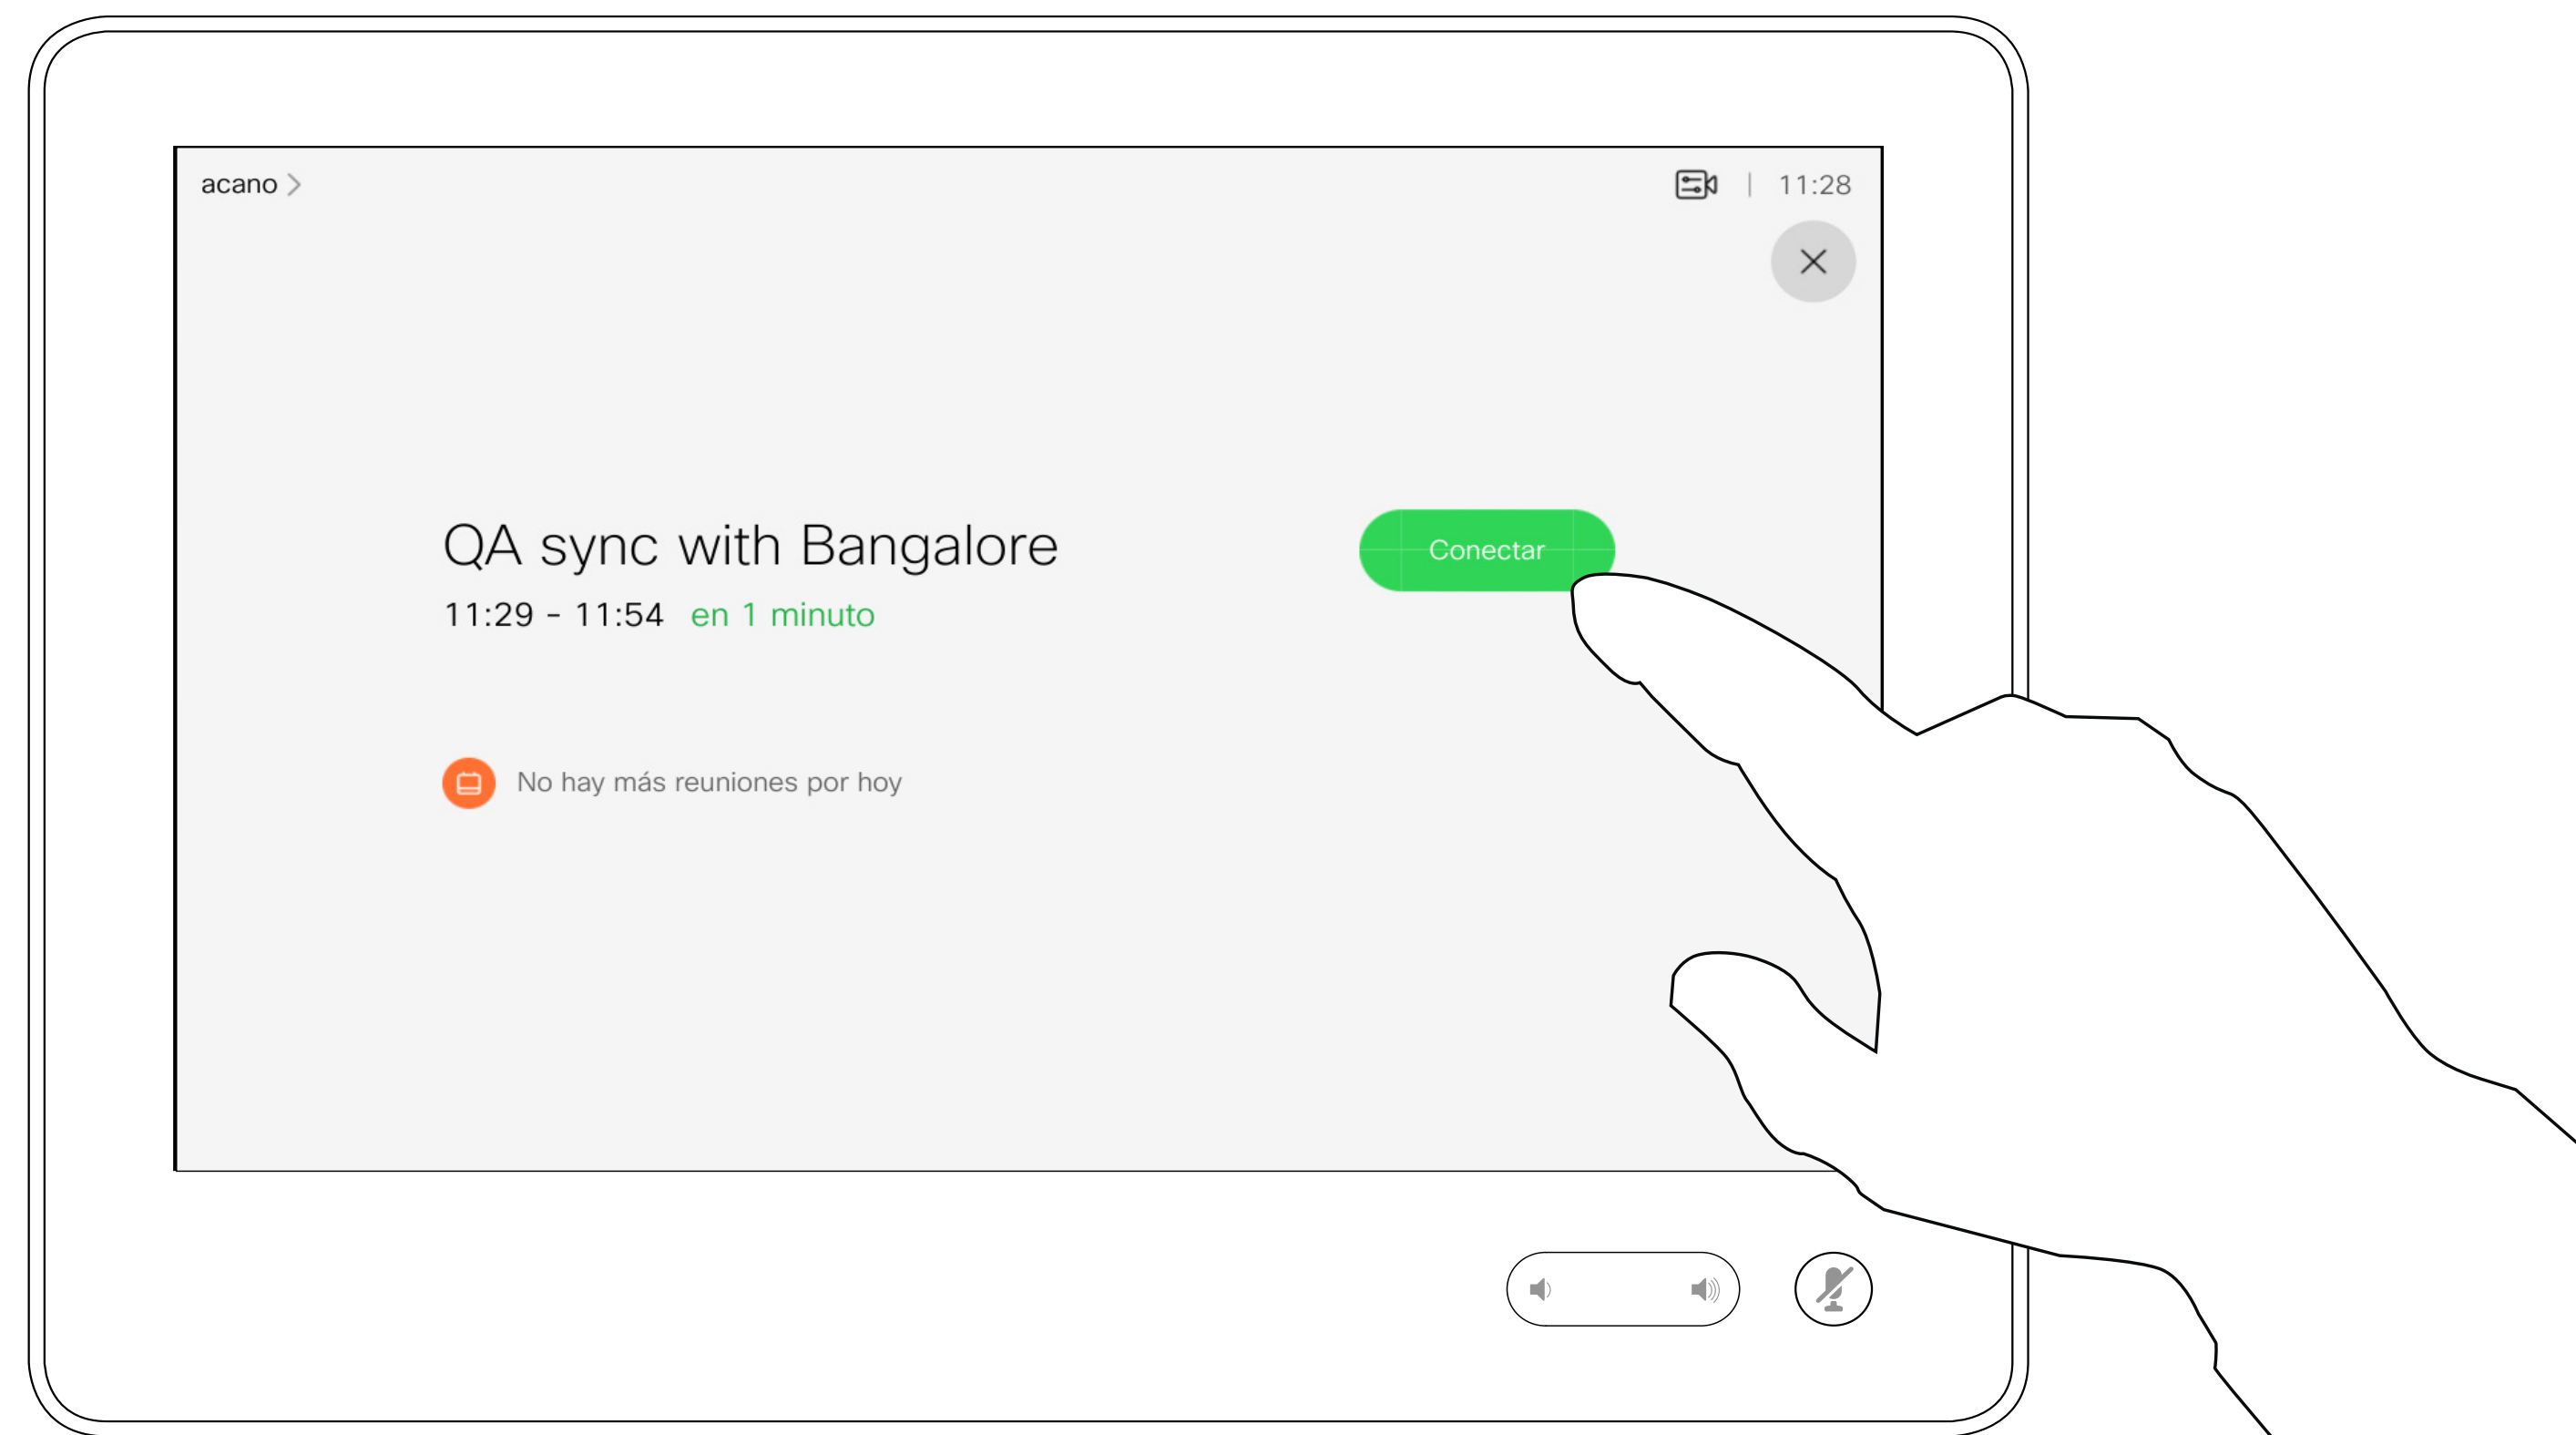 acano
11:28
QA sync with Bangalore
Conectar
11:29 - 11:54 en 1 minuto
No hay más reuniones por hoy